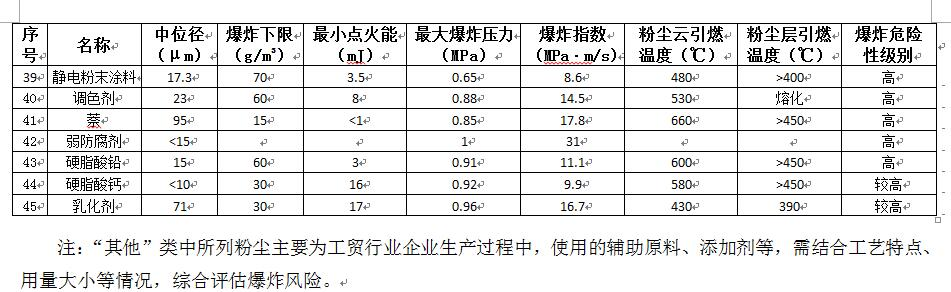 序号 名称 中位径（μm） 爆炸下限（g/m³） 最小点火能（mJ） 最大爆炸压力（MPa） 爆炸指数（MPa·m/s） 粉尘云引燃温度（℃） 粉尘层引燃温度（℃） 爆炸危险性级别
39 静电粉末涂料 17.3 70 3.5 0.65 8.6 480 >400 高
40 调色剂 23 60 8 0.88 14.5 530 熔化 高
41 萘 95 15 <1 0.85 17.8 660 >450 高
42 弱防腐剂 <15 1 31 高
43 硬脂酸铅 15 60 3 0.91 11.1 600 >450 高
44 硬脂酸钙 <10 30 16 0.92 9.9 580 >450 较高
45 乳化剂 71 30 17 0.96 16.7 430 390 较高
注：“其他”类中所列粉尘主要为工贸行业企业生产过程中，使用的辅助原料、添加剂等，需结合工艺特点、
用量大小等情况，综合评估爆炸风险。